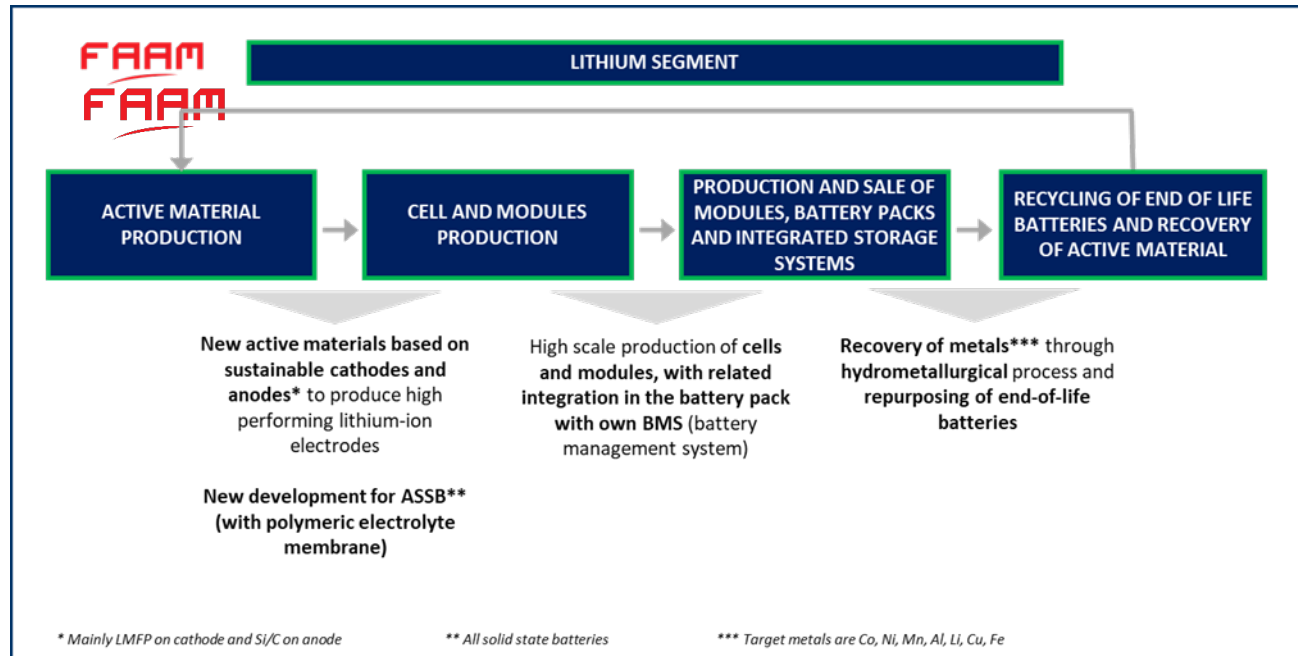 FAAM
FAAM
LITHIUM SEGMENT
ACTIVE MATERIAL
PRODUCTION
CELL AND MODULES
PRODUCTION
PRODUCTION AND SALE OF
MODULES, BATTERY PACKS
AND INTEGRATED STORAGE
SYSTEMS
RECYCLING OF END OF LIFE
BATTERIES AND RECOVERY
OF ACTIVE MATERIAL
New active materials based on
sustainable cathodes and
anodes* to produce high
performing lithium-ion
electrodes
New development for ASSB**
(with polymeric electrolyte
membrane)
High scale production of cells
and modules, with related
integration in the battery pack
with own BMS (battery
management system)
Recovery of metals*** through
hydrometallurgical process and
repurposing of end-of-life
batteries
* Mainly LMFP on cathode and Si/C on anode
** All solid state batteries
*** Target metals are Co, Ni, Mn, Al, Li, Cu, Fe